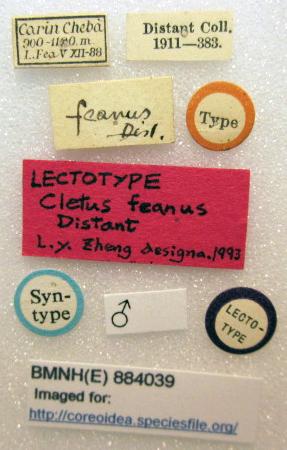 Carin Chebà
900-1100 m
L. Fea V XII-88
Distant Coll.
1911—383.
feanus
Dist.
Type
LECTOTYPE
Cletus feanus
Distant
L.y. Zheng designa. 1993
Syn-
type
♂
LECTO-
TYPE
BMNH(E) 884039
Imaged for:
http://coreoidea.speciesfile.org/